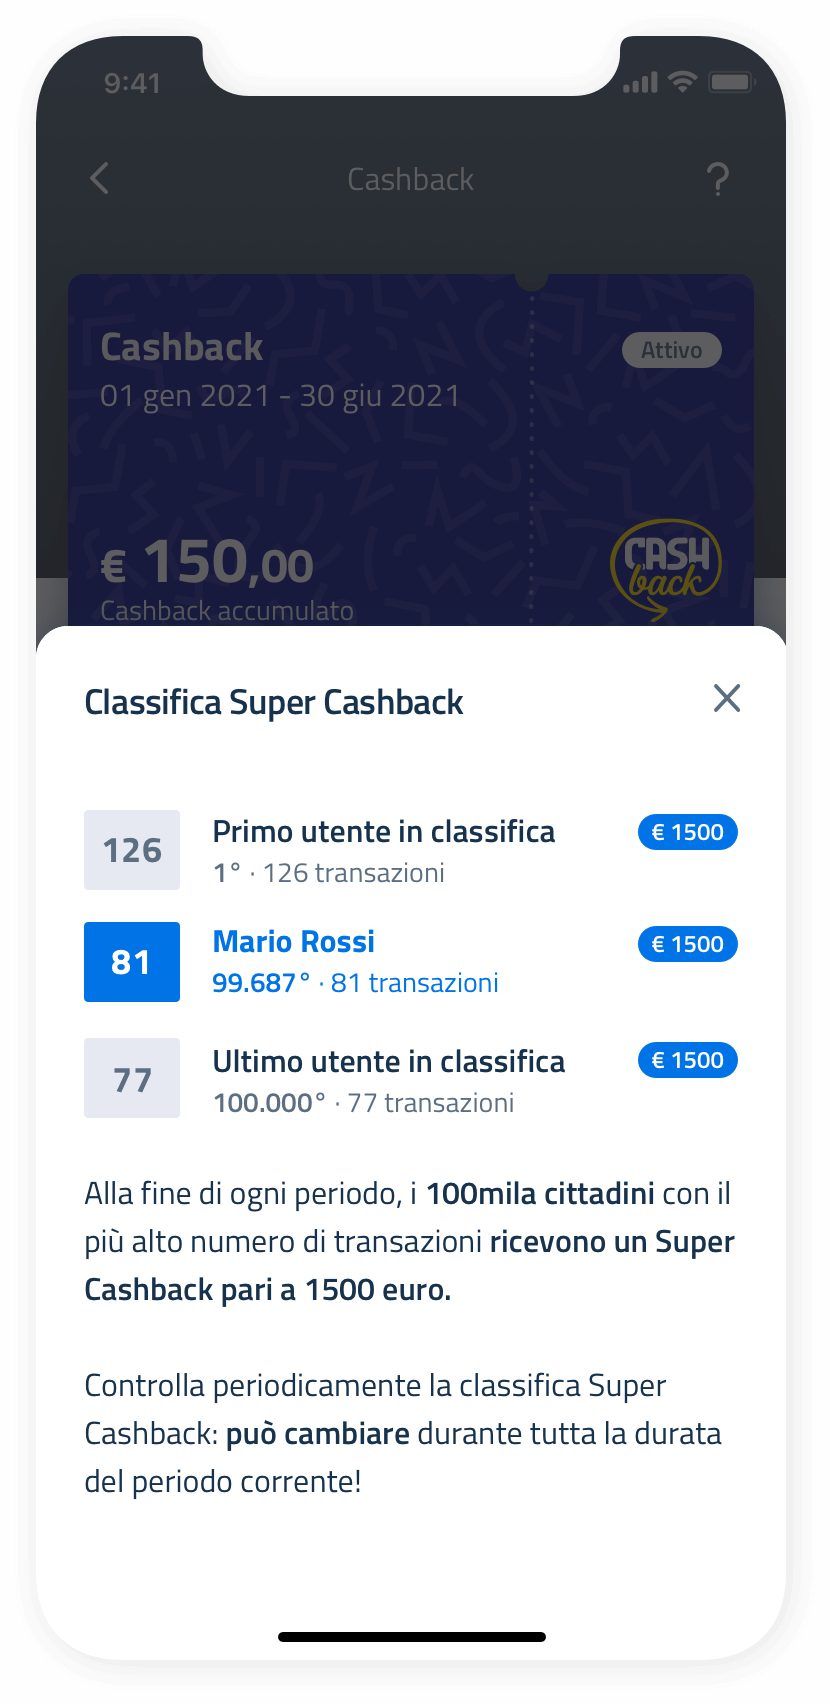 9:41
Cashback
?
Cashback
Attivo
01 gen 2021 - 30 giu 2021
€ 150,00
Cashback accumulato
CASH
back
Classifica Super Cashback
126
Primo utente in classifica
€ 1500
1° · 126 transazioni
81
Mario Rossi
€ 1500
99.687° · 81 transazioni
77
Ultimo utente in classifica
€ 1500
100.000° · 77 transazioni
Alla fine di ogni periodo, i 100mila cittadini con il
più alto numero di transazioni ricevono un Super
Cashback pari a 1500 euro.
Controlla periodicamente la classifica Super
Cashback: può cambiare durante tutta la durata
del periodo corrente!